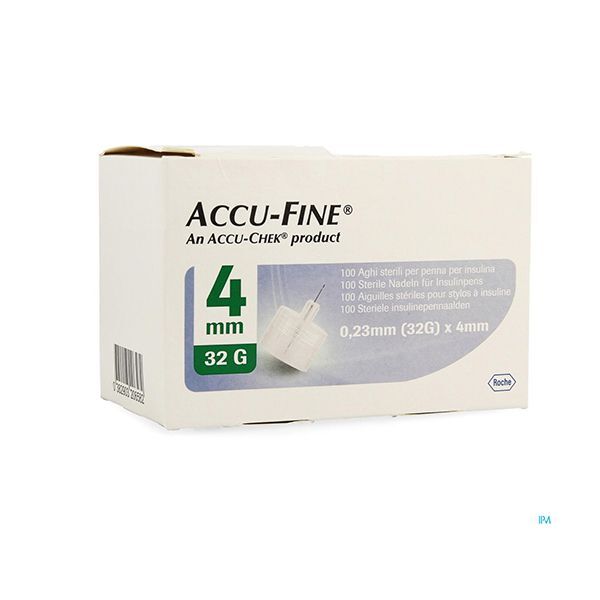 ACCU-FINE®
An ACCU-CHEK® product
4
mm
32 G
100 Aghi sterili per penna per insulina
100 Sterile Nadeln für Insulinpens
100 Aiguilles stériles pour stylos à insuline
100 Steriele insulinepennaalden
0,23mm (32G) x 4mm
Roche
IPM